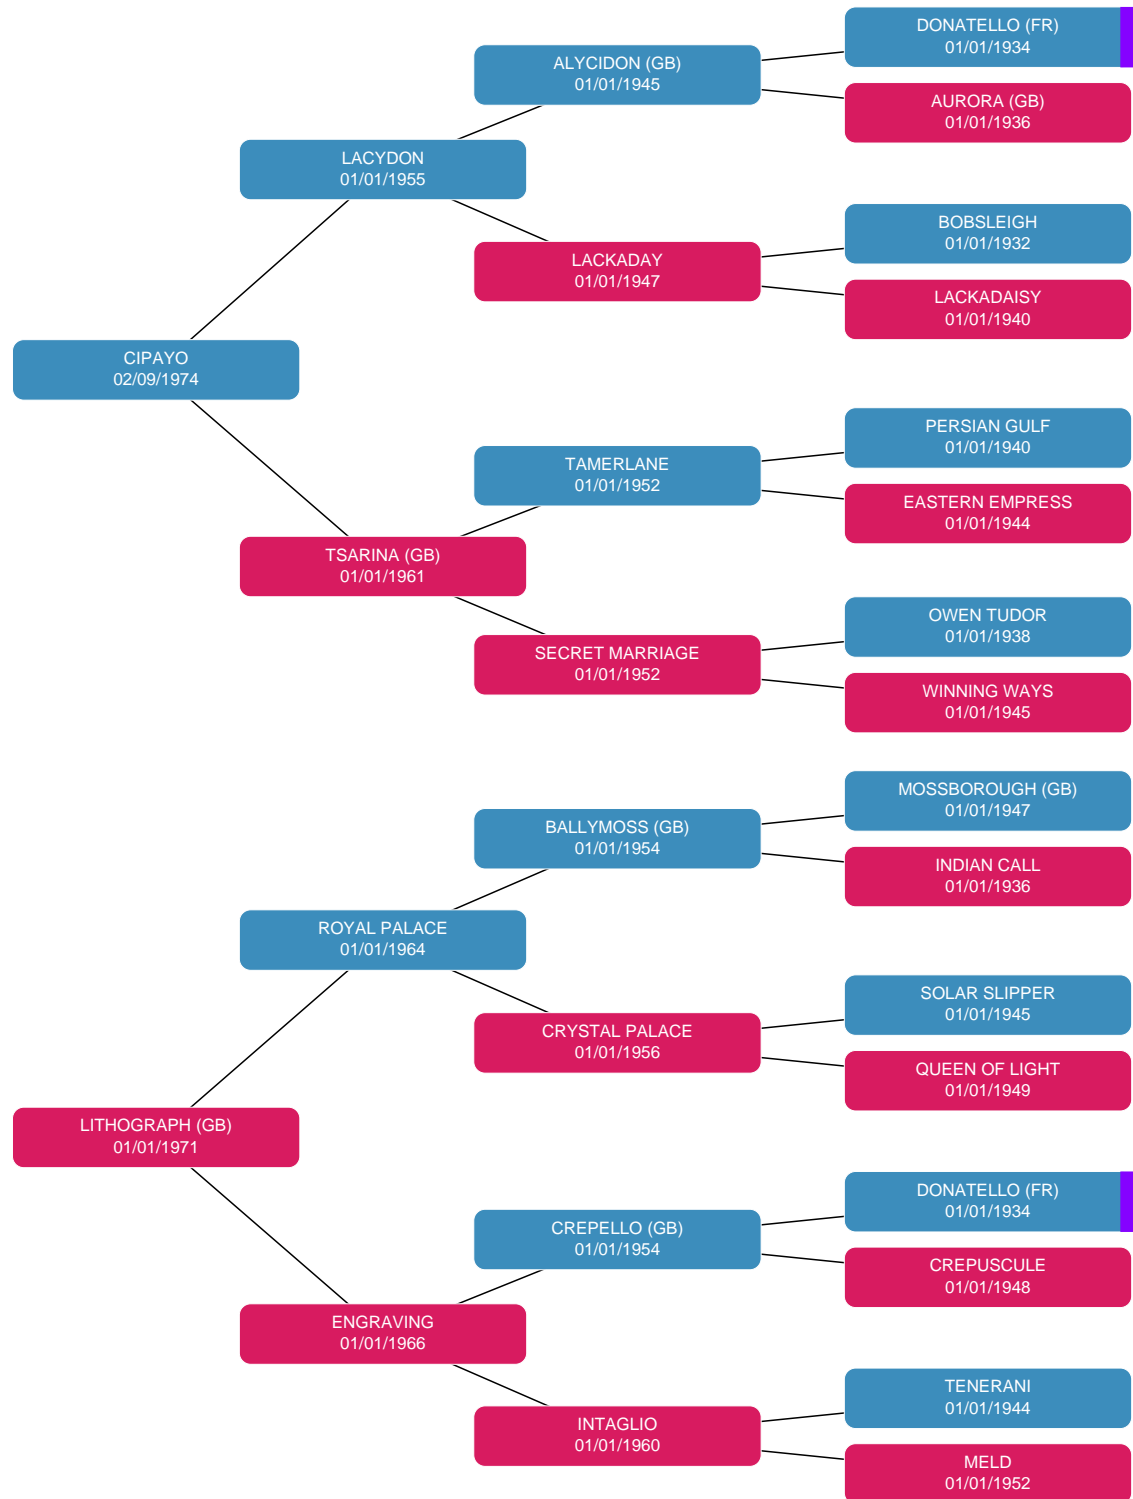 DONATELLO (FR)
01/01/1934
ALYCIDON (GB)
01/01/1945
AURORA (GB)
01/01/1936
LACYDON
01/01/1955
BOBSLEIGH
01/01/1932
LACKADAY
01/01/1947
LACKADAISY
01/01/1940
CIPAYO
02/09/1974
PERSIAN GULF
01/01/1940
TAMERLANE
01/01/1952
EASTERN EMPRESS
01/01/1944
TSARINA (GB)
01/01/1961
OWEN TUDOR
01/01/1938
SECRET MARRIAGE
01/01/1952
WINNING WAYS
01/01/1945
MOSSBOROUGH (GB)
01/01/1947
BALLYMOSS (GB)
01/01/1954
INDIAN CALL
01/01/1936
ROYAL PALACE
01/01/1964
SOLAR SLIPPER
01/01/1945
CRYSTAL PALACE
01/01/1956
QUEEN OF LIGHT
01/01/1949
LITHOGRAPH (GB)
01/01/1971
DONATELLO (FR)
01/01/1934
CREPELLO (GB)
01/01/1954
CREPUSCULE
01/01/1948
ENGRAVING
01/01/1966
TENERANI
01/01/1944
INTAGLIO
01/01/1960
MELD
01/01/1952